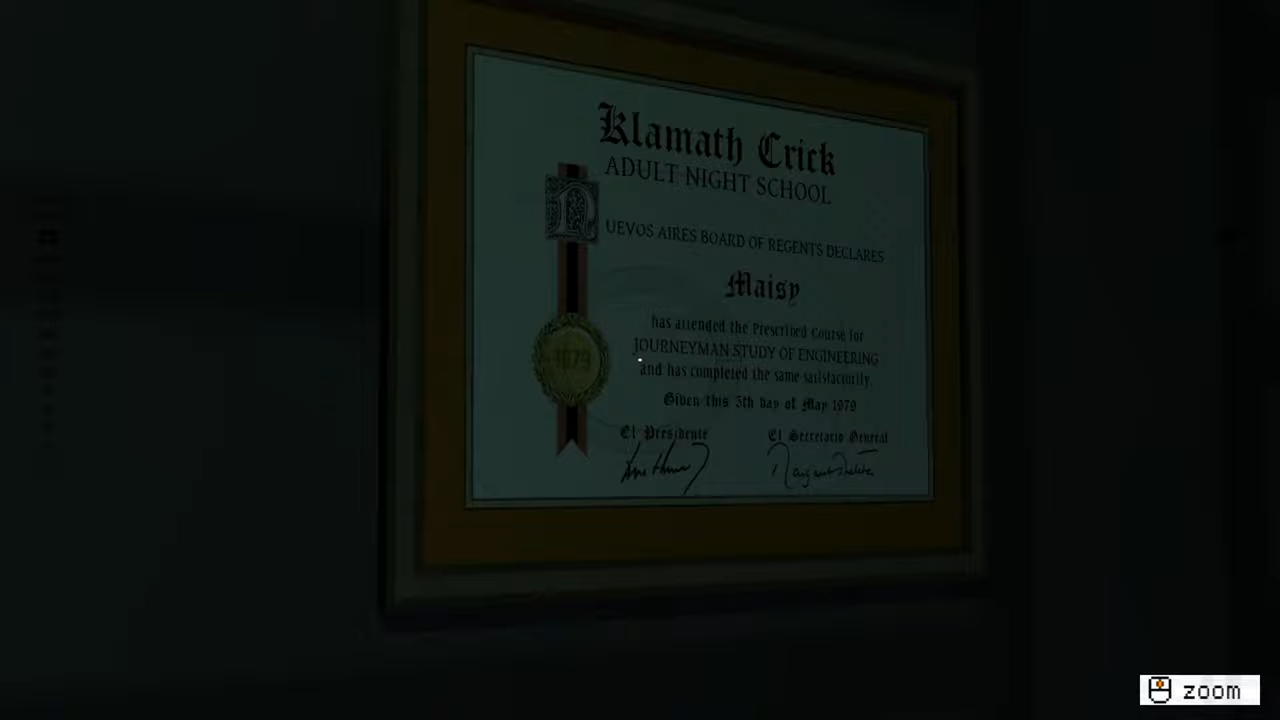 Klamath Crick
ADULT NIGHT SCHOOL
NUEVOS AIRES BOARD OF REGENTS DECLARES
Maisy
has attended the Prescribed Course for
JOURNEYMAN STUDY OF ENGINEERING
and has completed the same satisfactorily.
Given this 5th day of May 1979
1979
El Presidente
El Secretario General
zoom